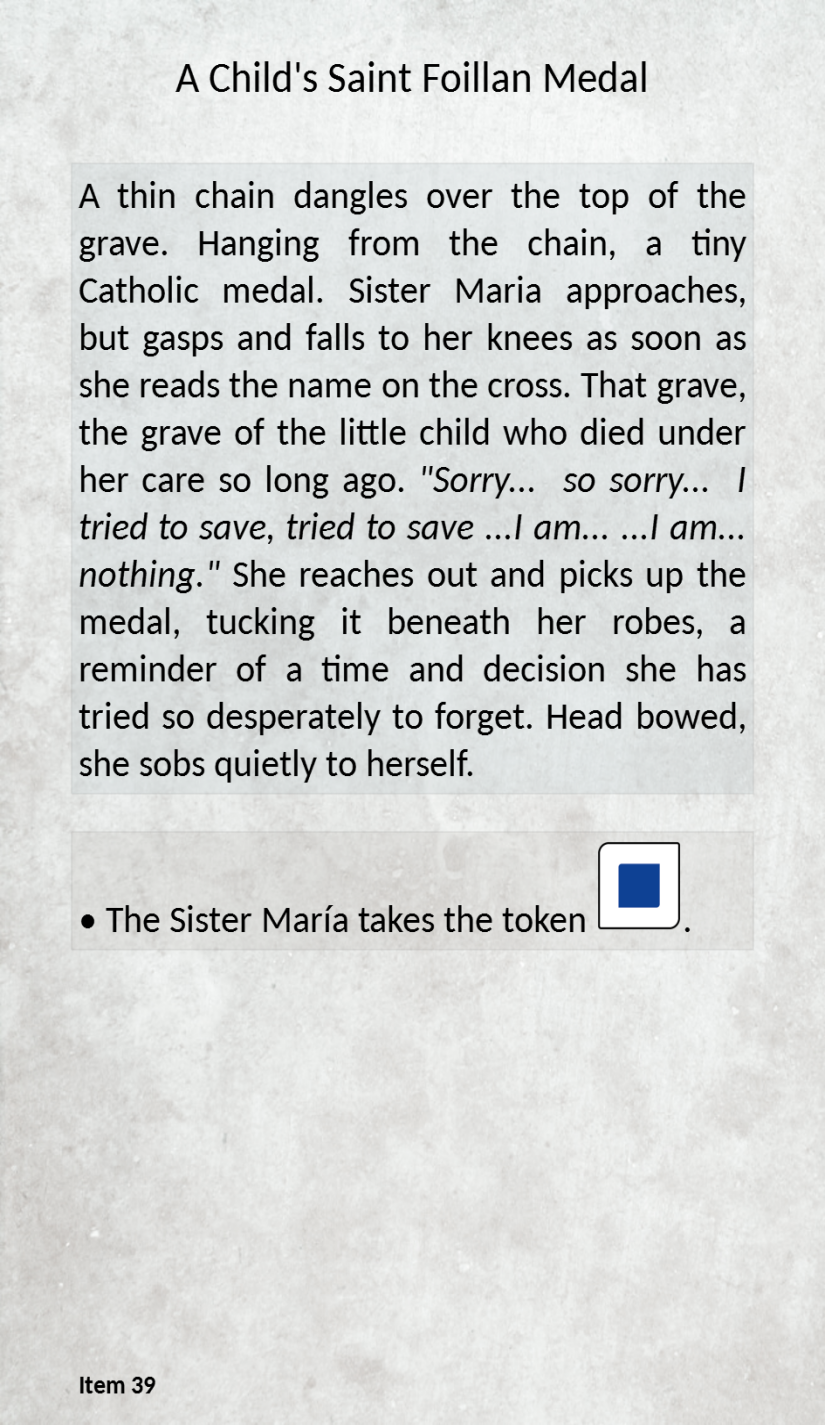 A Child's Saint Foillan Medal
A thin chain dangles over the top of the
grave. Hanging from the chain, a tiny
Catholic medal. Sister Maria approaches,
but gasps and falls to her knees as soon as
she reads the name on the cross. That grave,
the grave of the little child who died under
her care so long ago. "Sorry... so sorry... I
tried to save, tried to save ...I am... ...I am...
nothing." She reaches out and picks up the
medal, tucking it beneath her robes, a
reminder of a time and decision she has
tried so desperately to forget. Head bowed,
she sobs quietly to herself.
• The Sister María takes the token .
Item 39